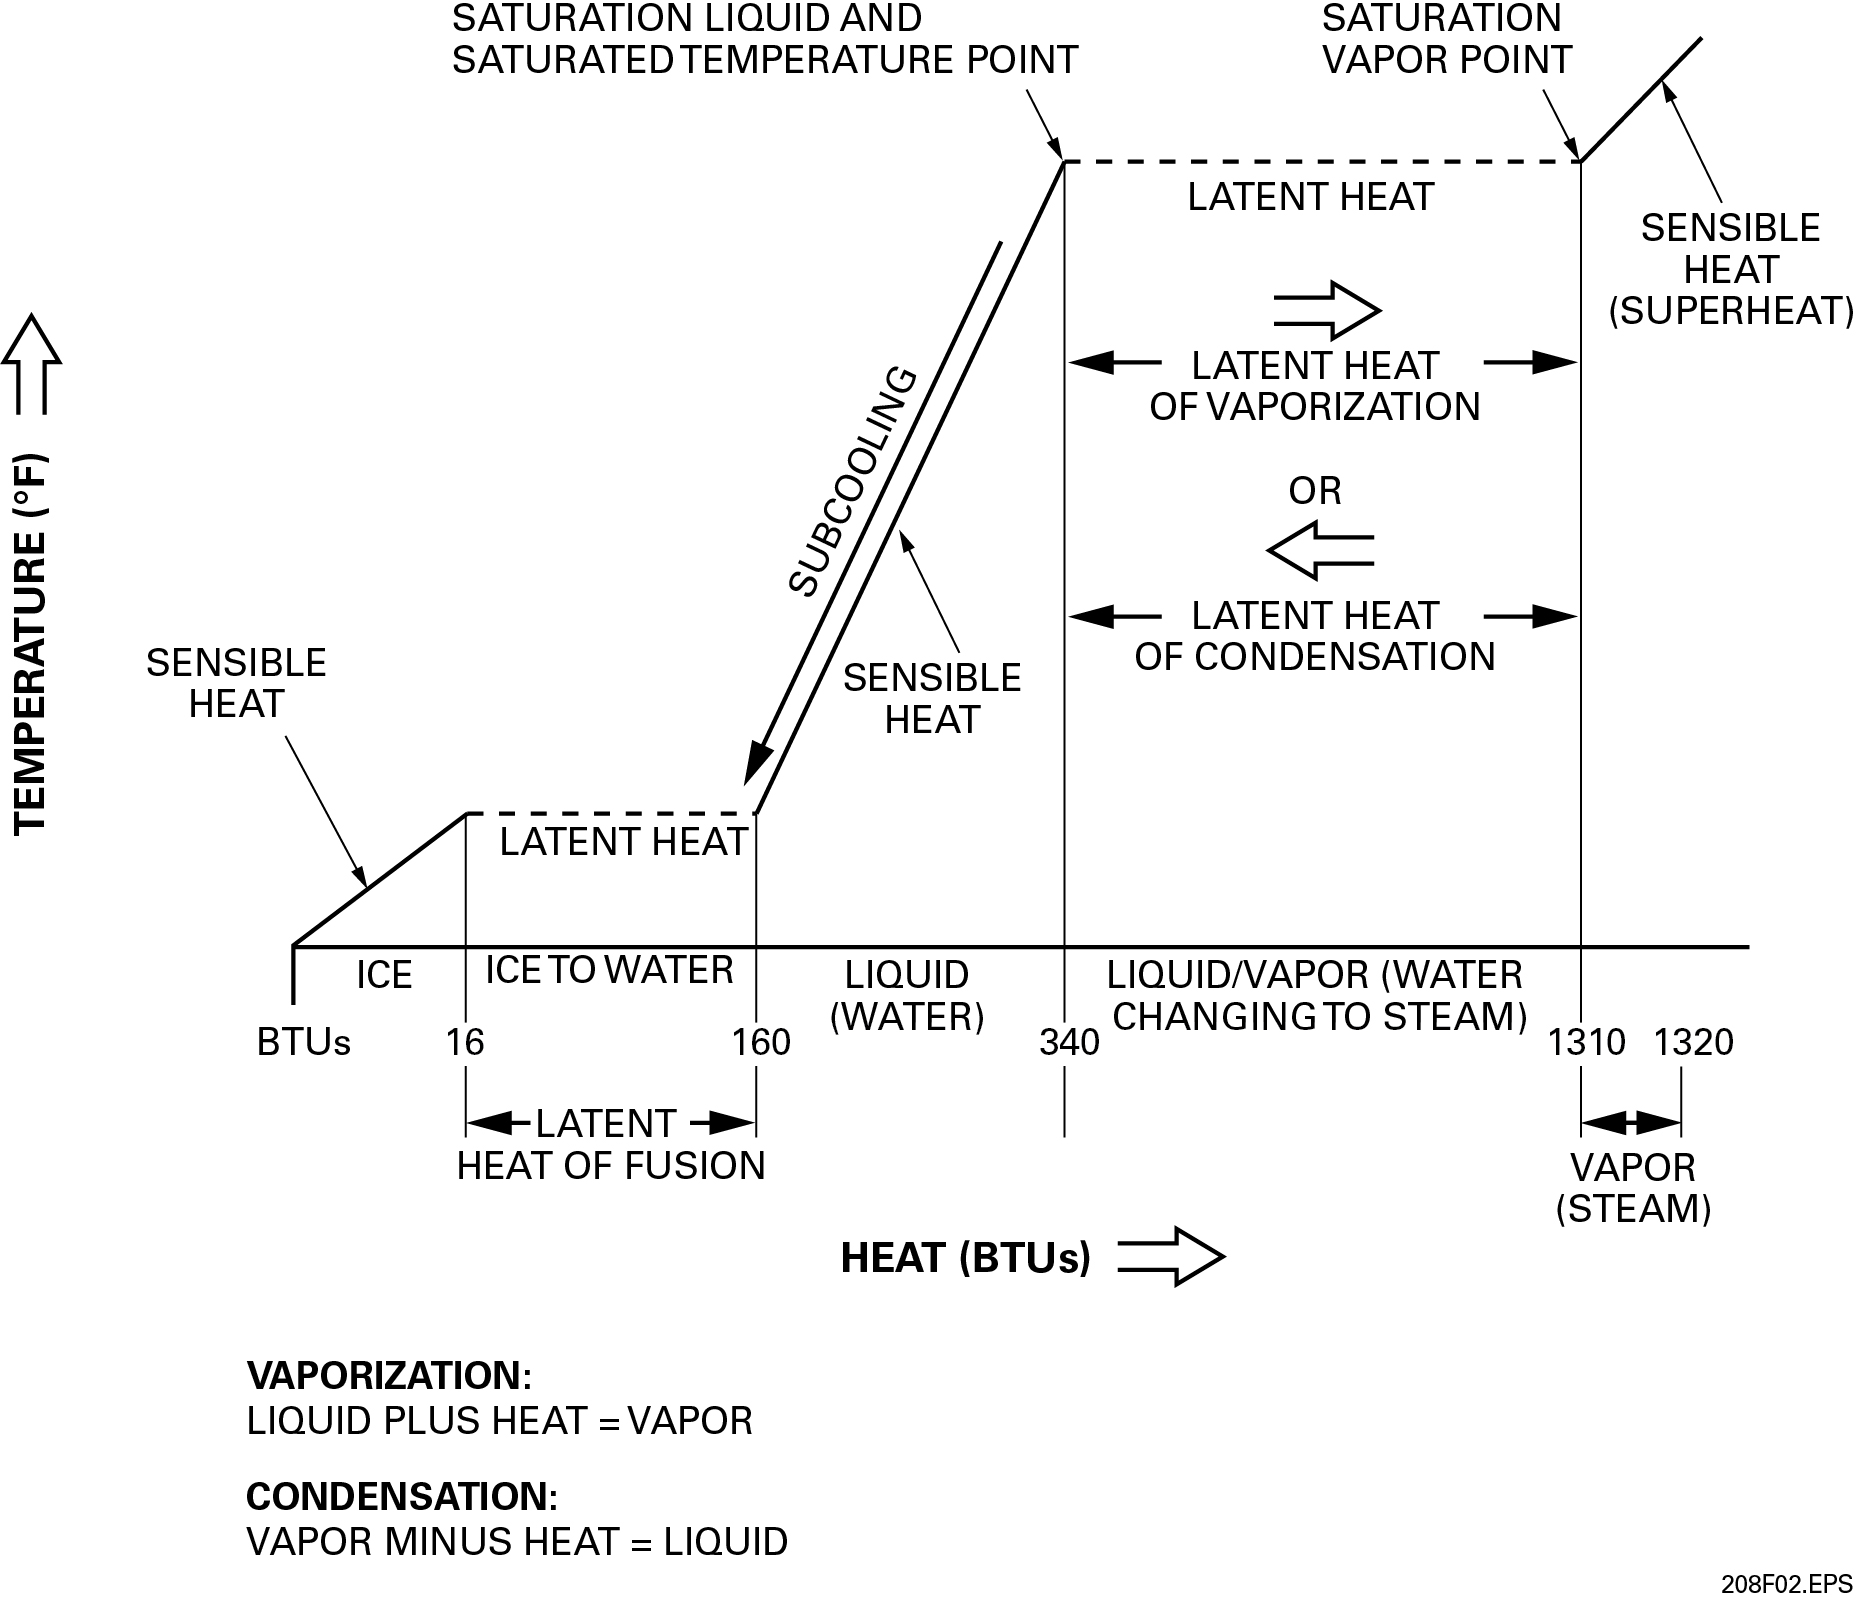 SATURATION LIQUID AND
SATURATED TEMPERATURE POINT
SATURATION
VAPOR POINT
LATENT HEAT
SENSIBLE
HEAT
(SUPERHEAT)
LATENT HEAT
OF VAPORIZATION
OR
LATENT HEAT
OF CONDENSATION
SUBCOOLING
SENSIBLE
HEAT
TEMPERATURE (°F)
SENSIBLE
HEAT
LATENT HEAT
ICE
ICE TO WATER
LIQUID
(WATER)
LIQUID/VAPOR (WATER
CHANGING TO STEAM)
BTUs 16 160 340 1310 1320
LATENT
HEAT OF FUSION
VAPOR
(STEAM)
HEAT (BTUs)
VAPORIZATION:
LIQUID PLUS HEAT = VAPOR
CONDENSATION:
VAPOR MINUS HEAT = LIQUID
208F02.EPS